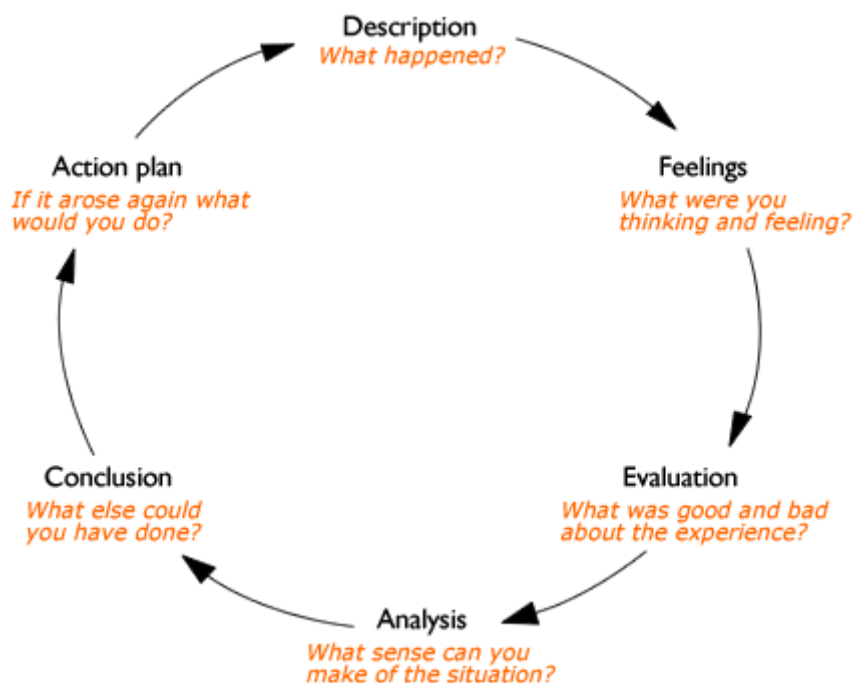 Description
What happened?
Feelings
What were you
thinking and feeling?
Evaluation
What was good and bad
about the experience?
Analysis
What sense can you
make of the situation?
Conclusion
What else could
you have done?
Action plan
If it arose again what
would you do?